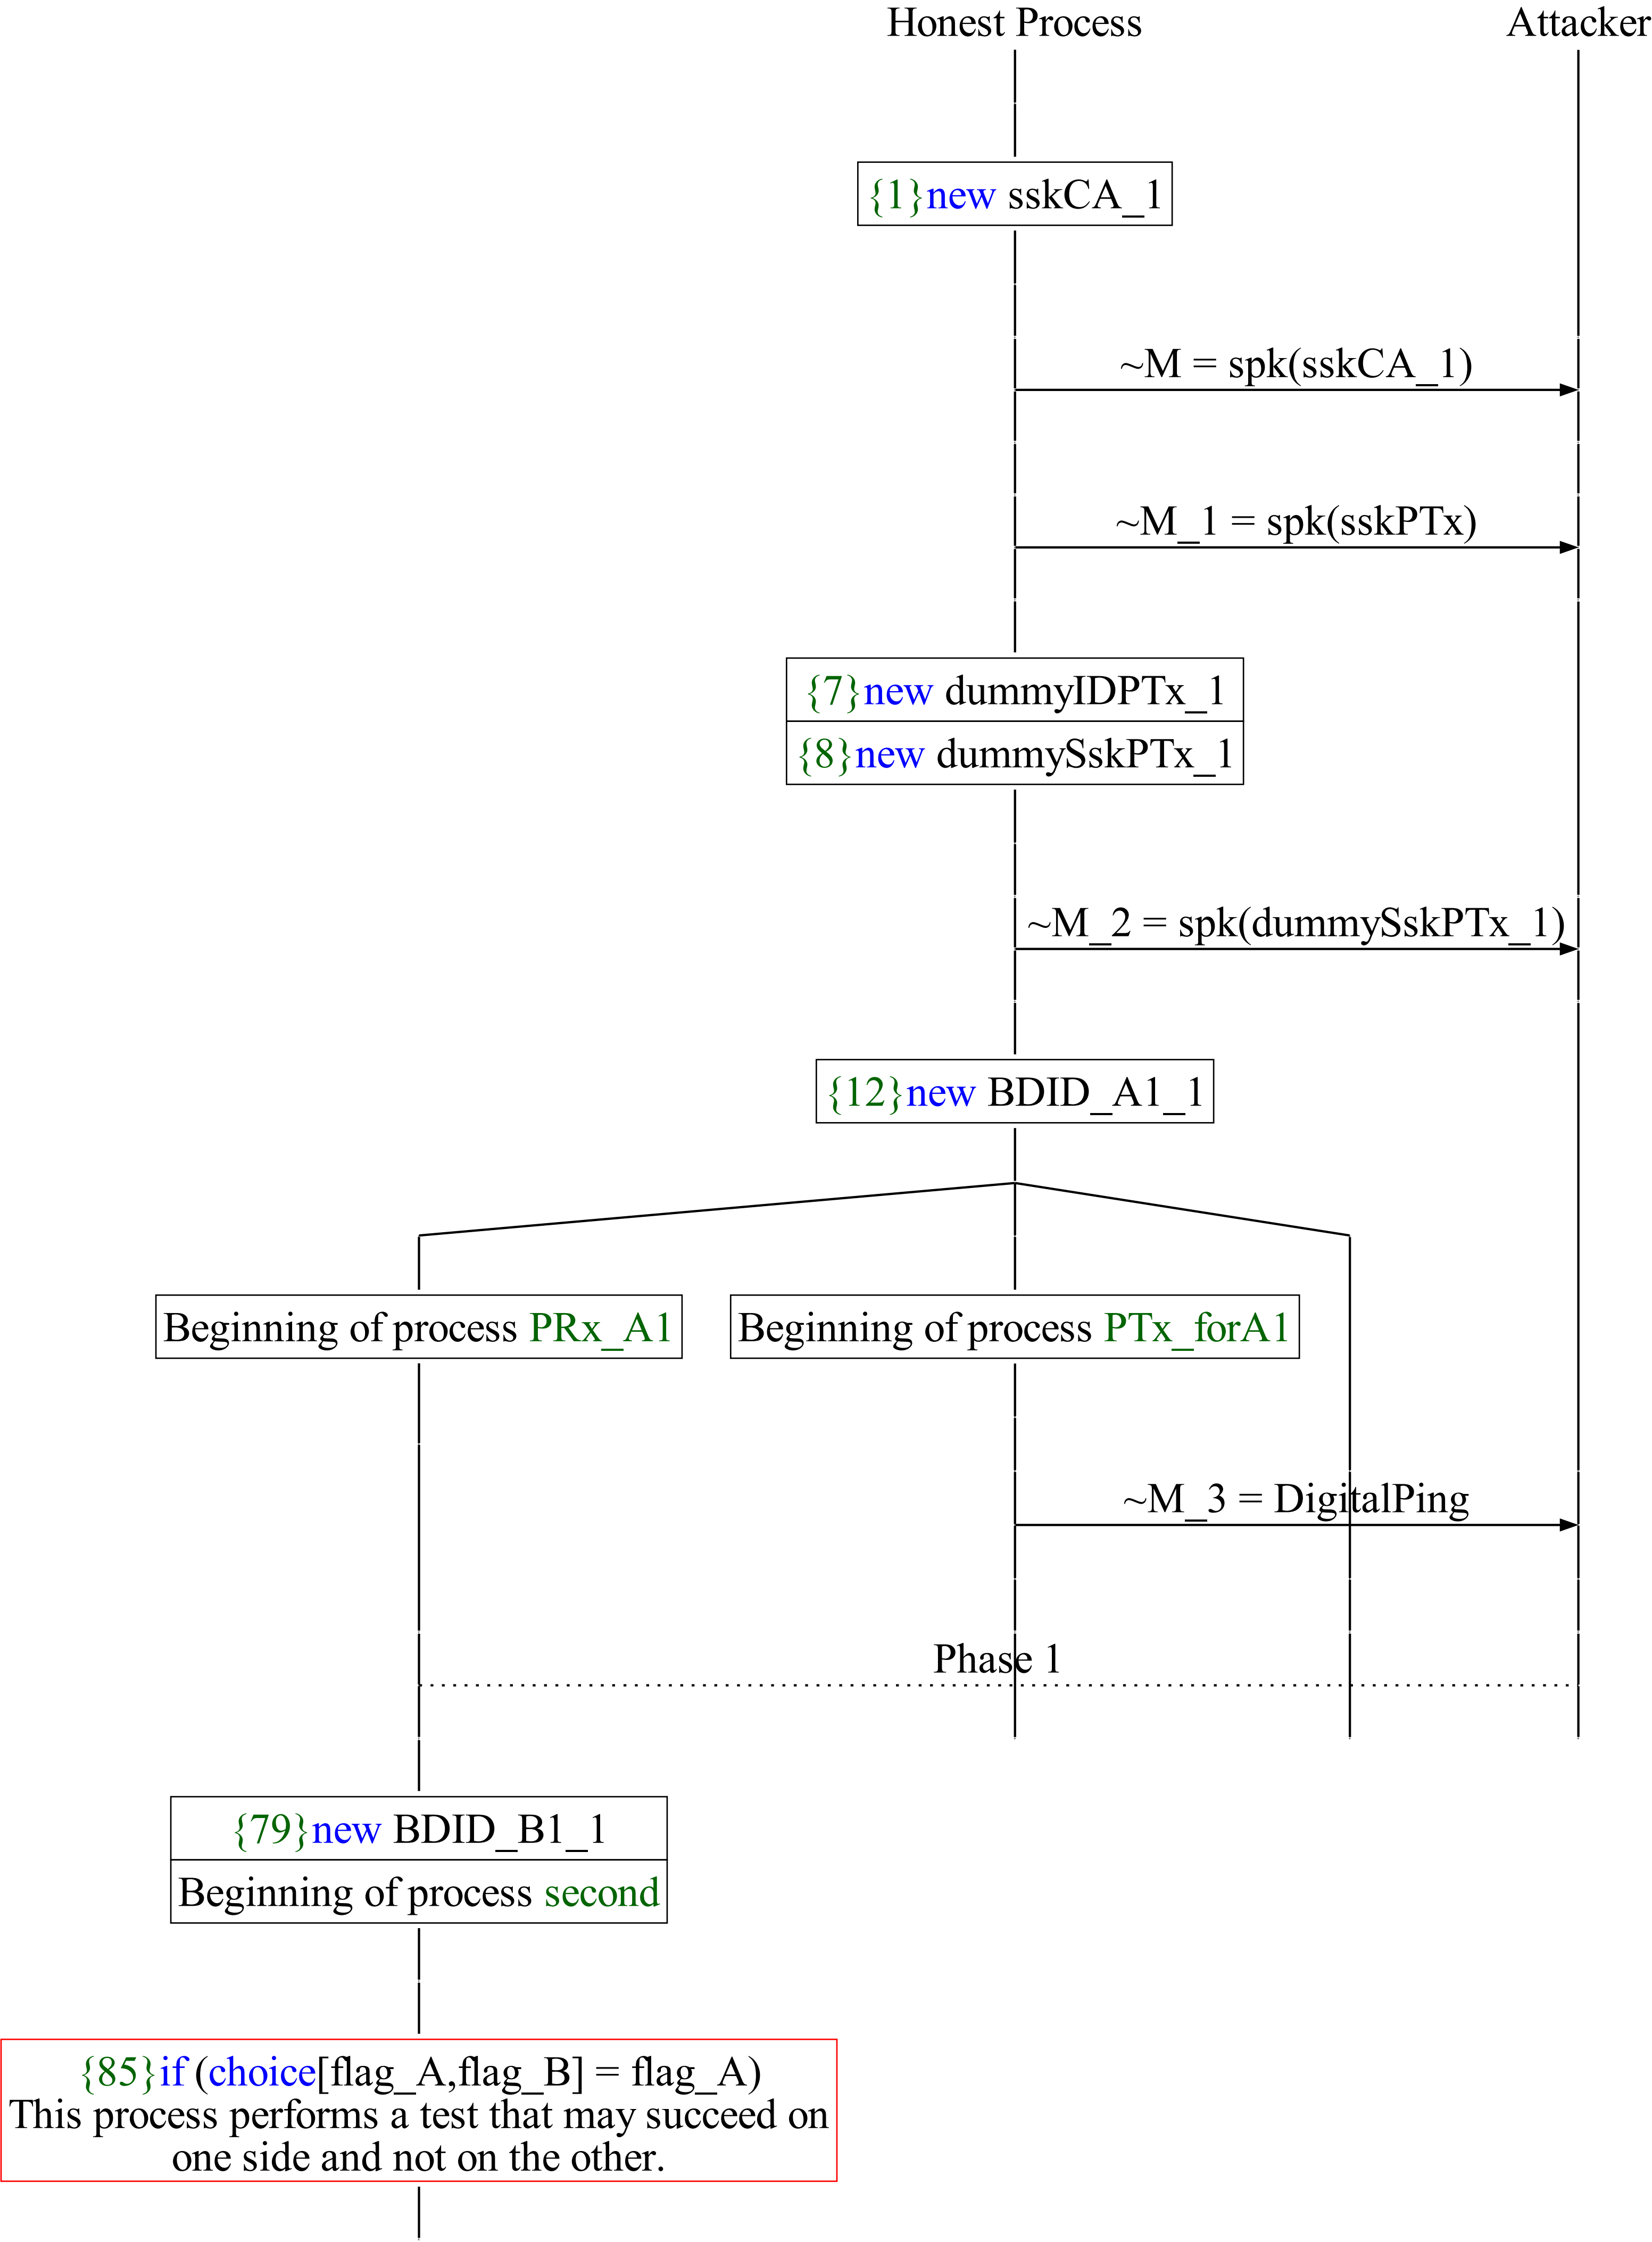 Honest Process
Attacker
{1}new sskCA_1
~M = spk(sskCA_1)
~M_1 = spk(sskPTx)
{7}new dummyIDPTx_1
{8}new dummySskPTx_1
~M_2 = spk(dummySskPTx_1)
{12}new BDID_A1_1
Beginning of process PRx_A1
Beginning of process PTx_forA1
~M_3 = DigitalPing
Phase 1
{79}new BDID_B1_1
Beginning of process second
{85}if (choice[flag_A,flag_B] = flag_A)
This process performs a test that may succeed on
one side and not on the other.